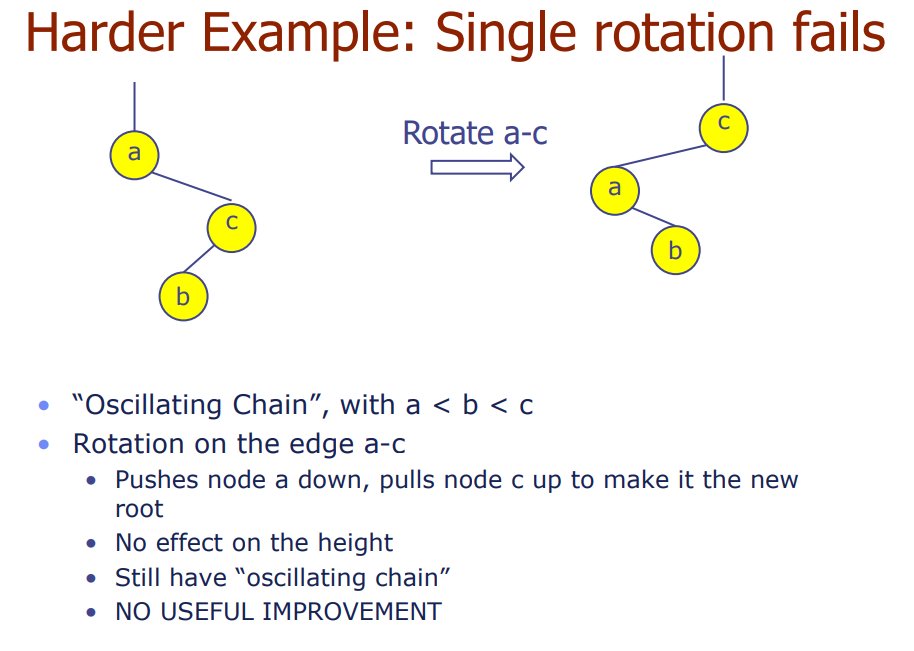 Harder Example: Single rotation fails
a
c
b
Rotate a-c
c
a
b
• “Oscillating Chain”, with a < b < c
• Rotation on the edge a-c
• Pushes node a down, pulls node c up to make it the new
root
• No effect on the height
• Still have “oscillating chain”
• NO USEFUL IMPROVEMENT